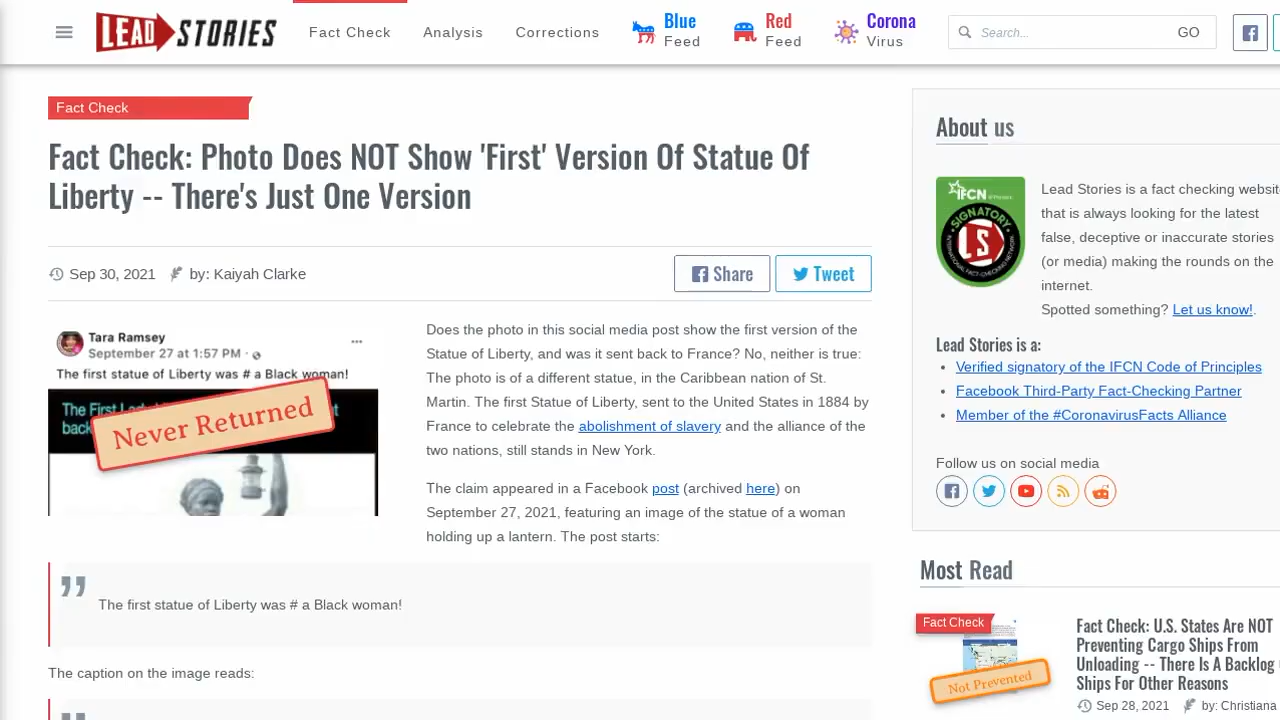 LEAD STORIES
Fact Check
Analysis
Corrections
Blue
Feed
Red
Feed
Corona
Virus
Search...
GO
Fact Check
Fact Check: Photo Does NOT Show 'First' Version Of Statue Of
Liberty -- There's Just One Version
Sep 30, 2021 by: Kaiyah Clarke
Share
Tweet
Tara Ramsey
September 27 at 1:57 PM ·
The first statue of Liberty was # a Black woman!
The First
back
Never Returned
Does the photo in this social media post show the first version of the
Statue of Liberty, and was it sent back to France? No, neither is true:
The photo is of a different statue, in the Caribbean nation of St.
Martin. The first Statue of Liberty, sent to the United States in 1884 by
France to celebrate the abolishment of slavery and the alliance of the
two nations, still stands in New York.
The claim appeared in a Facebook post (archived here) on
September 27, 2021, featuring an image of the statue of a woman
holding up a lantern. The post starts:
The first statue of Liberty was # a Black woman!
The caption on the image reads:
About us
IFCN
SIGNATORY
INTERNATIONAL FACT-CHECKING NETWORK
LS
Lead Stories is a fact checking website
that is always looking for the latest
false, deceptive or inaccurate stories
(or media) making the rounds on the
internet.
Spotted something? Let us know!.
Lead Stories is a:
• Verified signatory of the IFCN Code of Principles
• Facebook Third-Party Fact-Checking Partner
• Member of the #CoronavirusFacts Alliance
Follow us on social media
Most Read
Fact Check
Not Prevented
Fact Check: U.S. States Are NOT
Preventing Cargo Ships From
Unloading -- There Is A Backlog
Ships For Other Reasons
Sep 28, 2021 by: Christiana